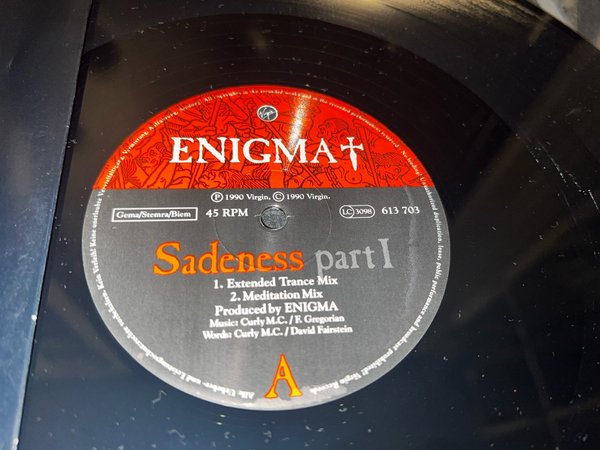 Virgin
ENIGMA†
℗ 1990 Virgin. © 1990 Virgin.
Gema/Stemra/Biem
45 RPM
LC 3098
613 703
Sadeness part I
1. Extended Trance Mix
2. Meditation Mix
Produced by ENIGMA
Music: Curly M.C. / F. Gregorian
Words: Curly M.C. / David Fairstein
A